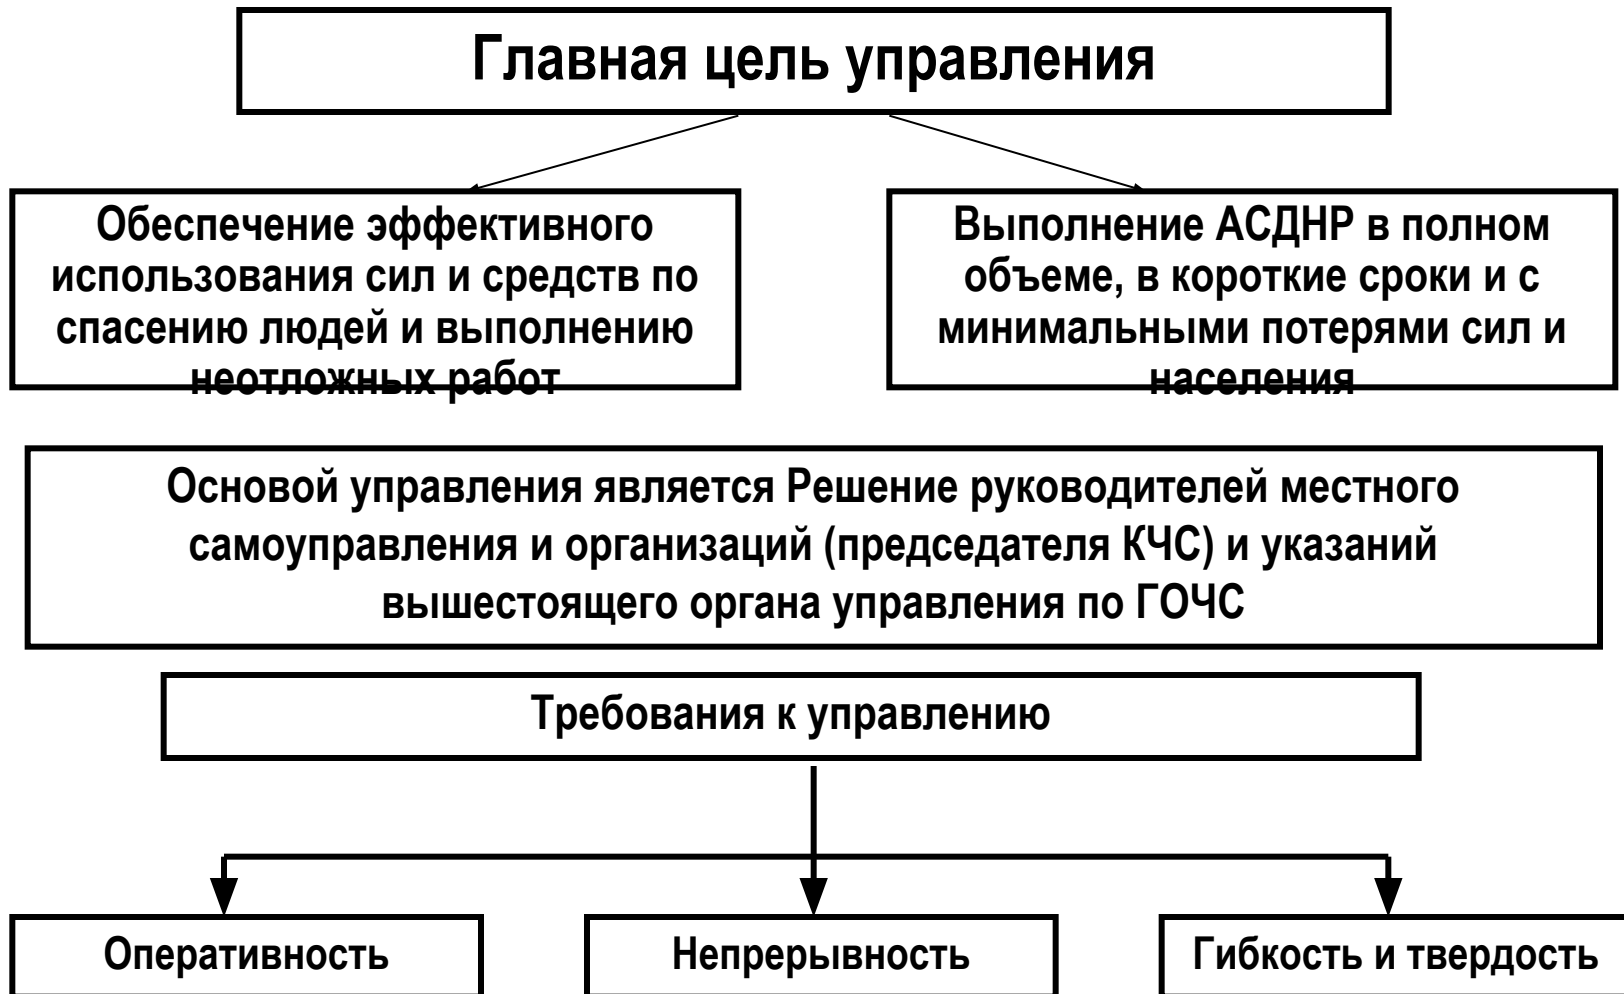 Главная цель управления
Обеспечение эффективного
использования сил и средств по
спасению людей и выполнению
неотложных работ
Выполнение АСДНР в полном
объеме, в короткие сроки и с
минимальными потерями сил и
населения
Основой управления является Решение руководителей местного
самоуправления и организаций (председателя КЧС) и указаний
вышестоящего органа управления по ГОЧС
Требования к управлению
Оперативность
Непрерывность
Гибкость и твердость